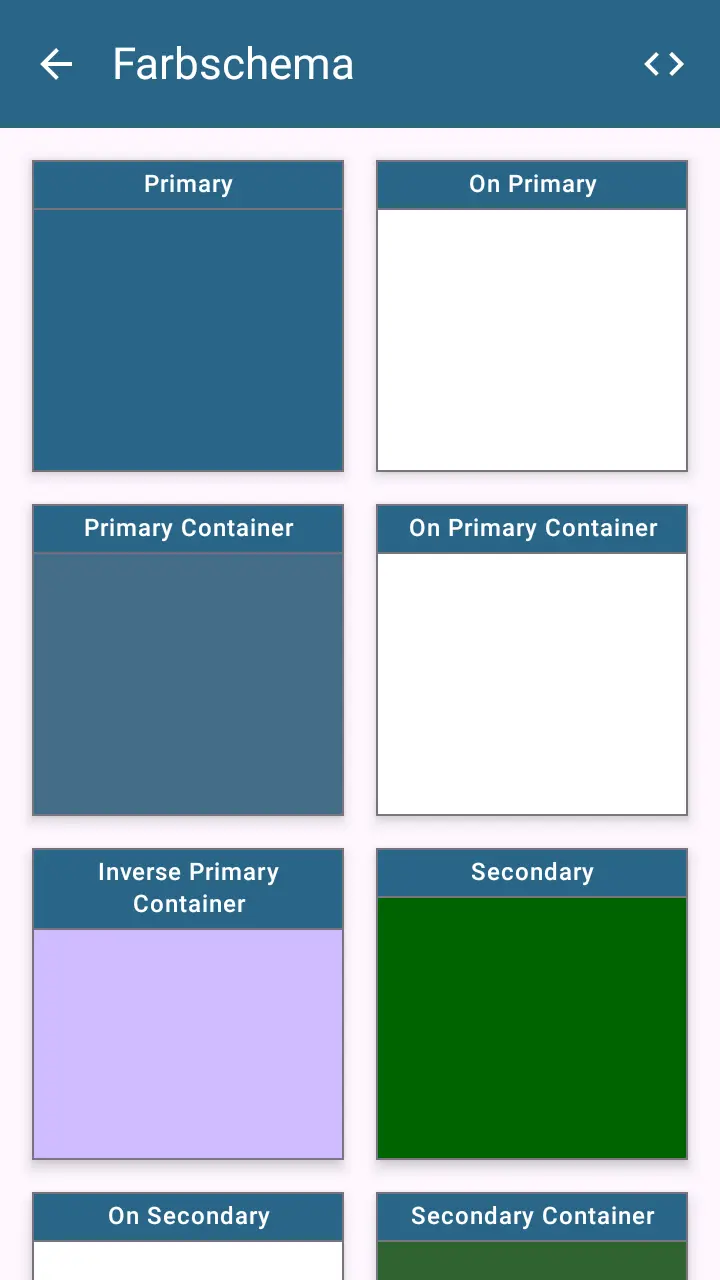 Farbschema
Primary
On Primary
Primary Container
On Primary Container
Inverse Primary
Container
Secondary
On Secondary
Secondary Container